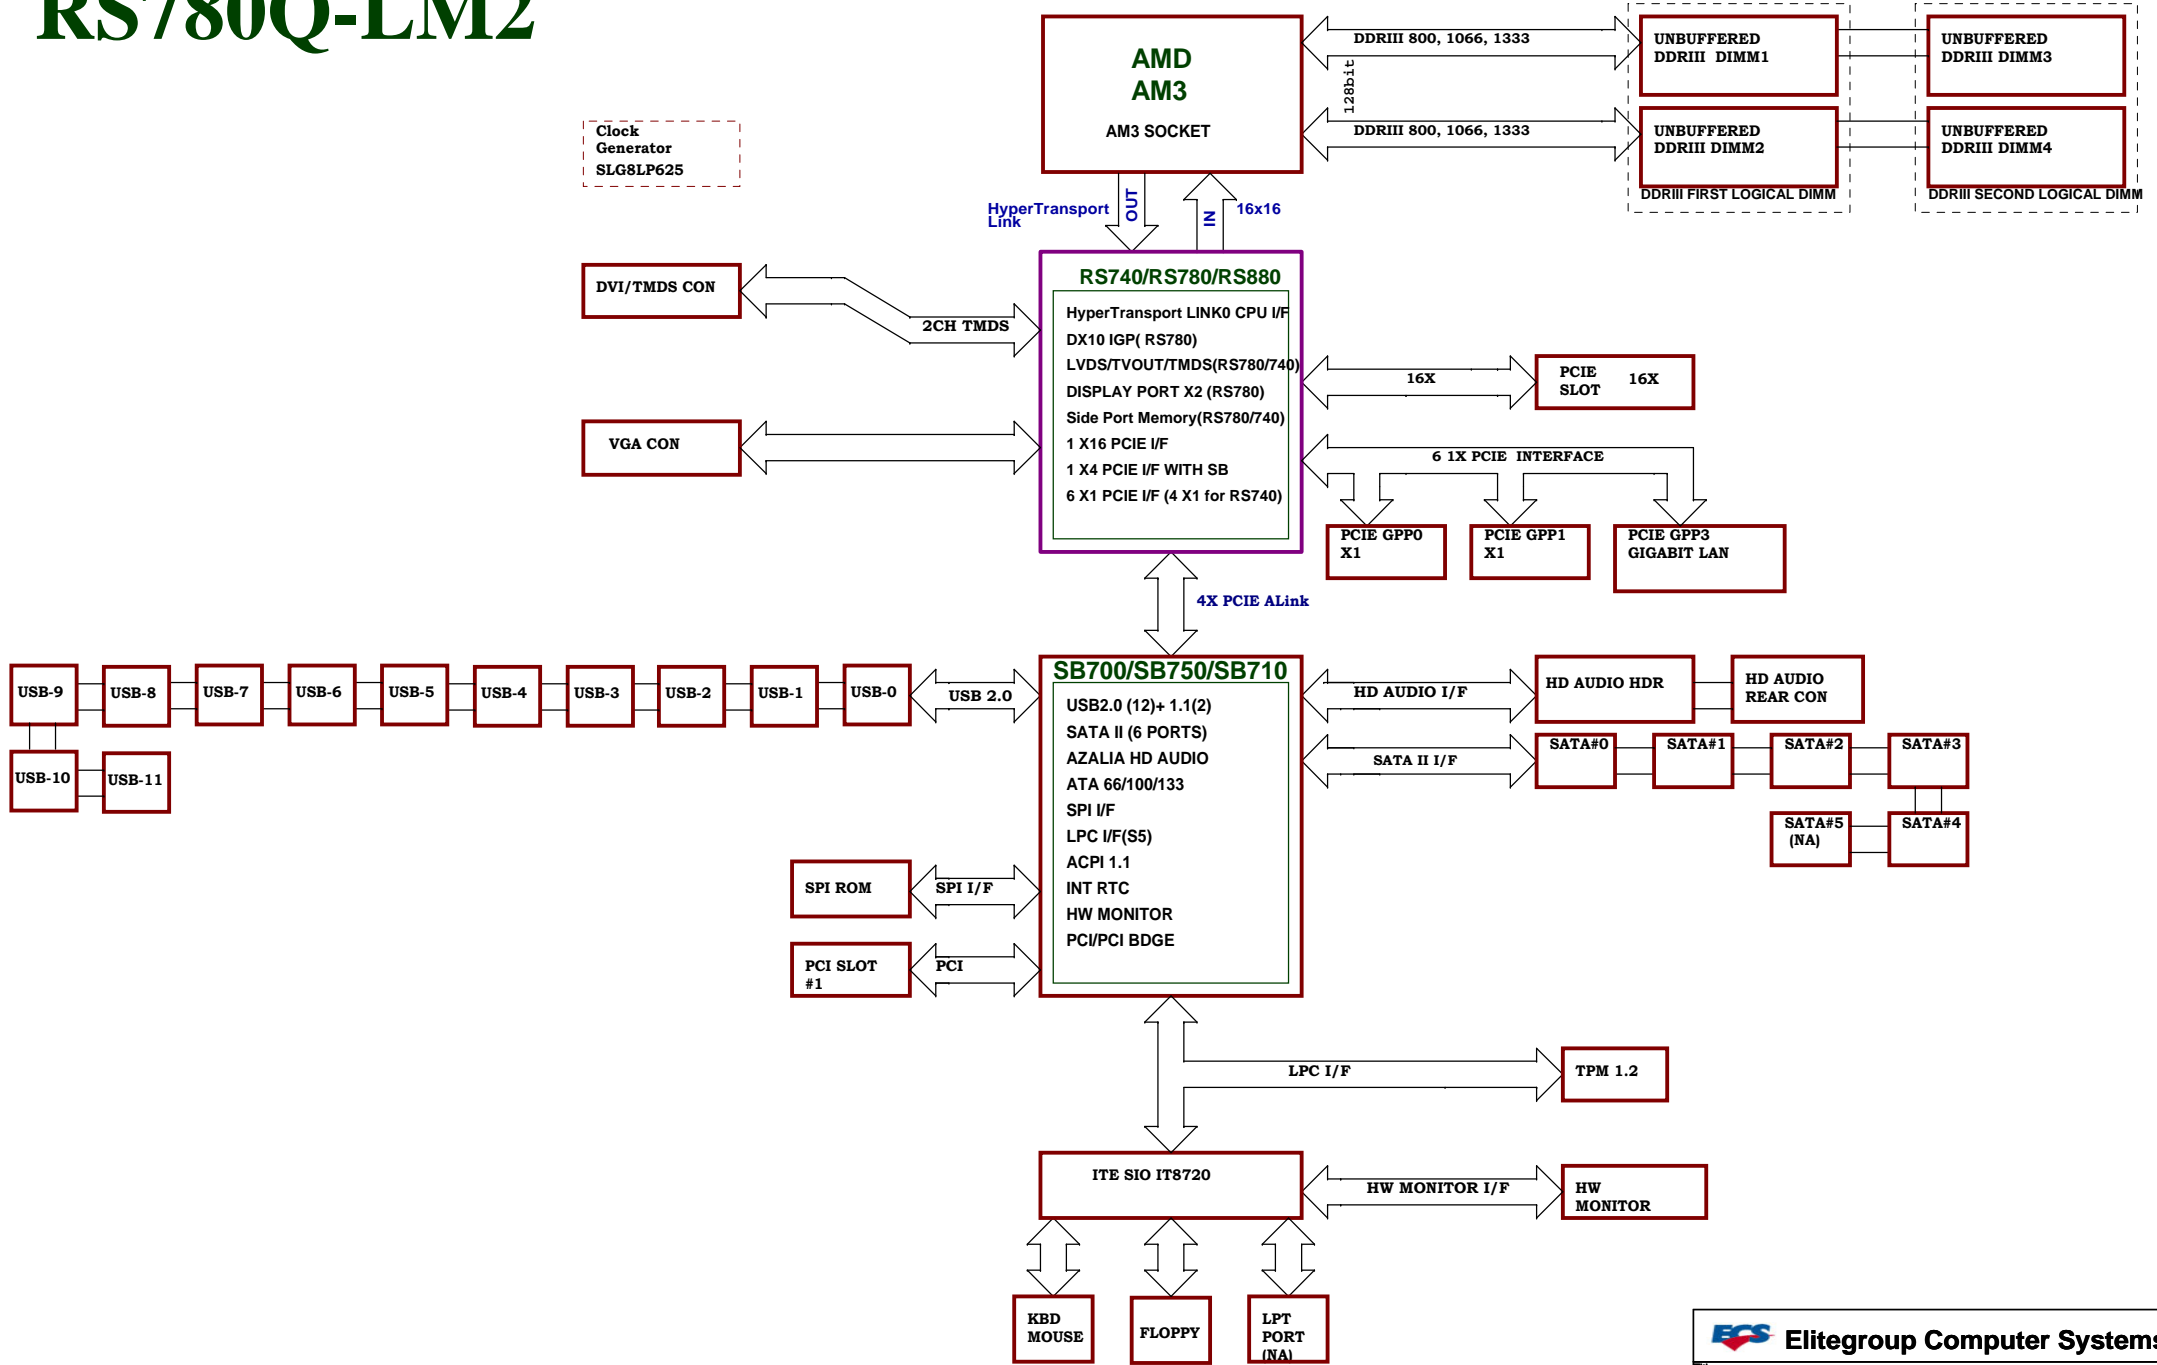 RS780Q-LM2
AMD
AM3
AM3 SOCKET
DDRIII 800, 1066, 1333
128bit
DDRIII 800, 1066, 1333
UNBUFFERED
DDRIII DIMM1
UNBUFFERED
DDRIII DIMM3
UNBUFFERED
DDRIII DIMM2
UNBUFFERED
DDRIII DIMM4
DDRIII FIRST LOGICAL DIMM
DDRIII SECOND LOGICAL DIMM
Clock
Generator
SLG8LP625
HyperTransport
Link
OUT
IN
16x16
DVI/TMDS CON
2CH TMDS
VGA CON
RS740/RS780/RS880
HyperTransport LINK0 CPU I/F
DX10 IGP( RS780)
LVDS/TVOUT/TMDS(RS780/740)
DISPLAY PORT X2 (RS780)
Side Port Memory(RS780/740)
1 X16 PCIE I/F
1 X4 PCIE I/F WITH SB
6 X1 PCIE I/F (4 X1 for RS740)
16X
PCIE
SLOT 16X
6 1X PCIE INTERFACE
PCIE GPP0
X1
PCIE GPP1
X1
PCIE GPP3
GIGABIT LAN
4X PCIE ALink
USB-9
USB-8
USB-7
USB-6
USB-5
USB-4
USB-3
USB-2
USB-1
USB-0
USB 2.0
USB-10
USB-11
SB700/SB750/SB710
USB2.0 (12)+ 1.1(2)
SATA II (6 PORTS)
AZALIA HD AUDIO
ATA 66/100/133
SPI I/F
LPC I/F(S5)
ACPI 1.1
INT RTC
HW MONITOR
PCI/PCI BDGE
HD AUDIO I/F
HD AUDIO HDR
HD AUDIO
REAR CON
SATA II I/F
SATA#0
SATA#1
SATA#2
SATA#3
SATA#5
(NA)
SATA#4
SPI ROM
SPI I/F
PCI SLOT
#1
PCI
LPC I/F
TPM 1.2
ITE SIO IT8720
HW MONITOR I/F
HW
MONITOR
KBD
MOUSE
FLOPPY
LPT
PORT
(NA)
ECS Elitegroup Computer Systems